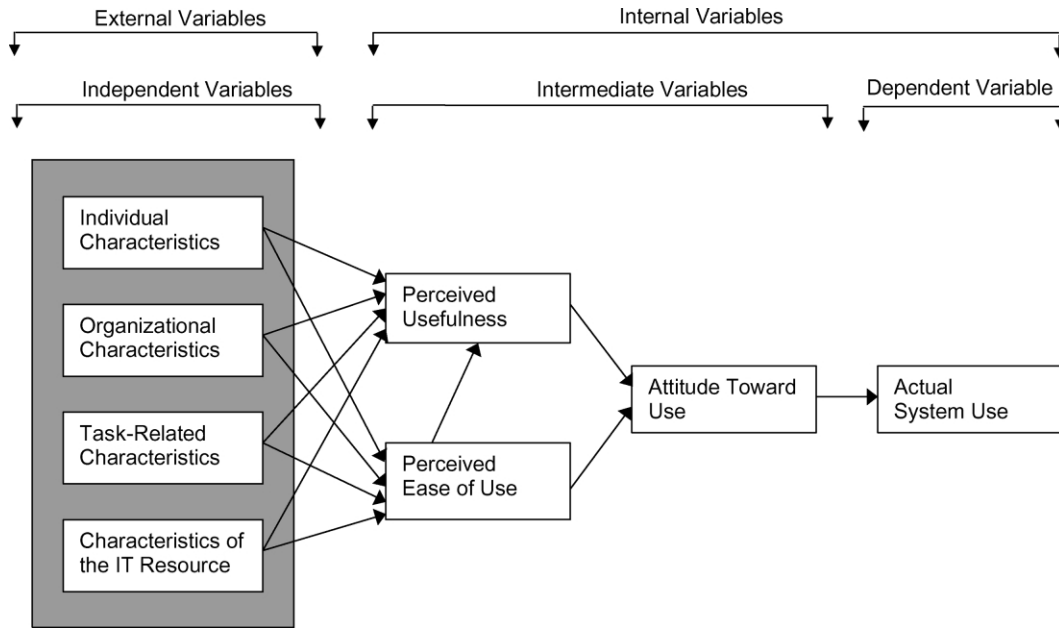 External Variables
Internal Variables
Independent Variables
Intermediate Variables
Dependent Variable
Individual
Characteristics
Organizational
Characteristics
Task-Related
Characteristics
Characteristics of
the IT Resource
Perceived
Usefulness
Perceived
Ease of Use
Attitude Toward
Use
Actual
System Use